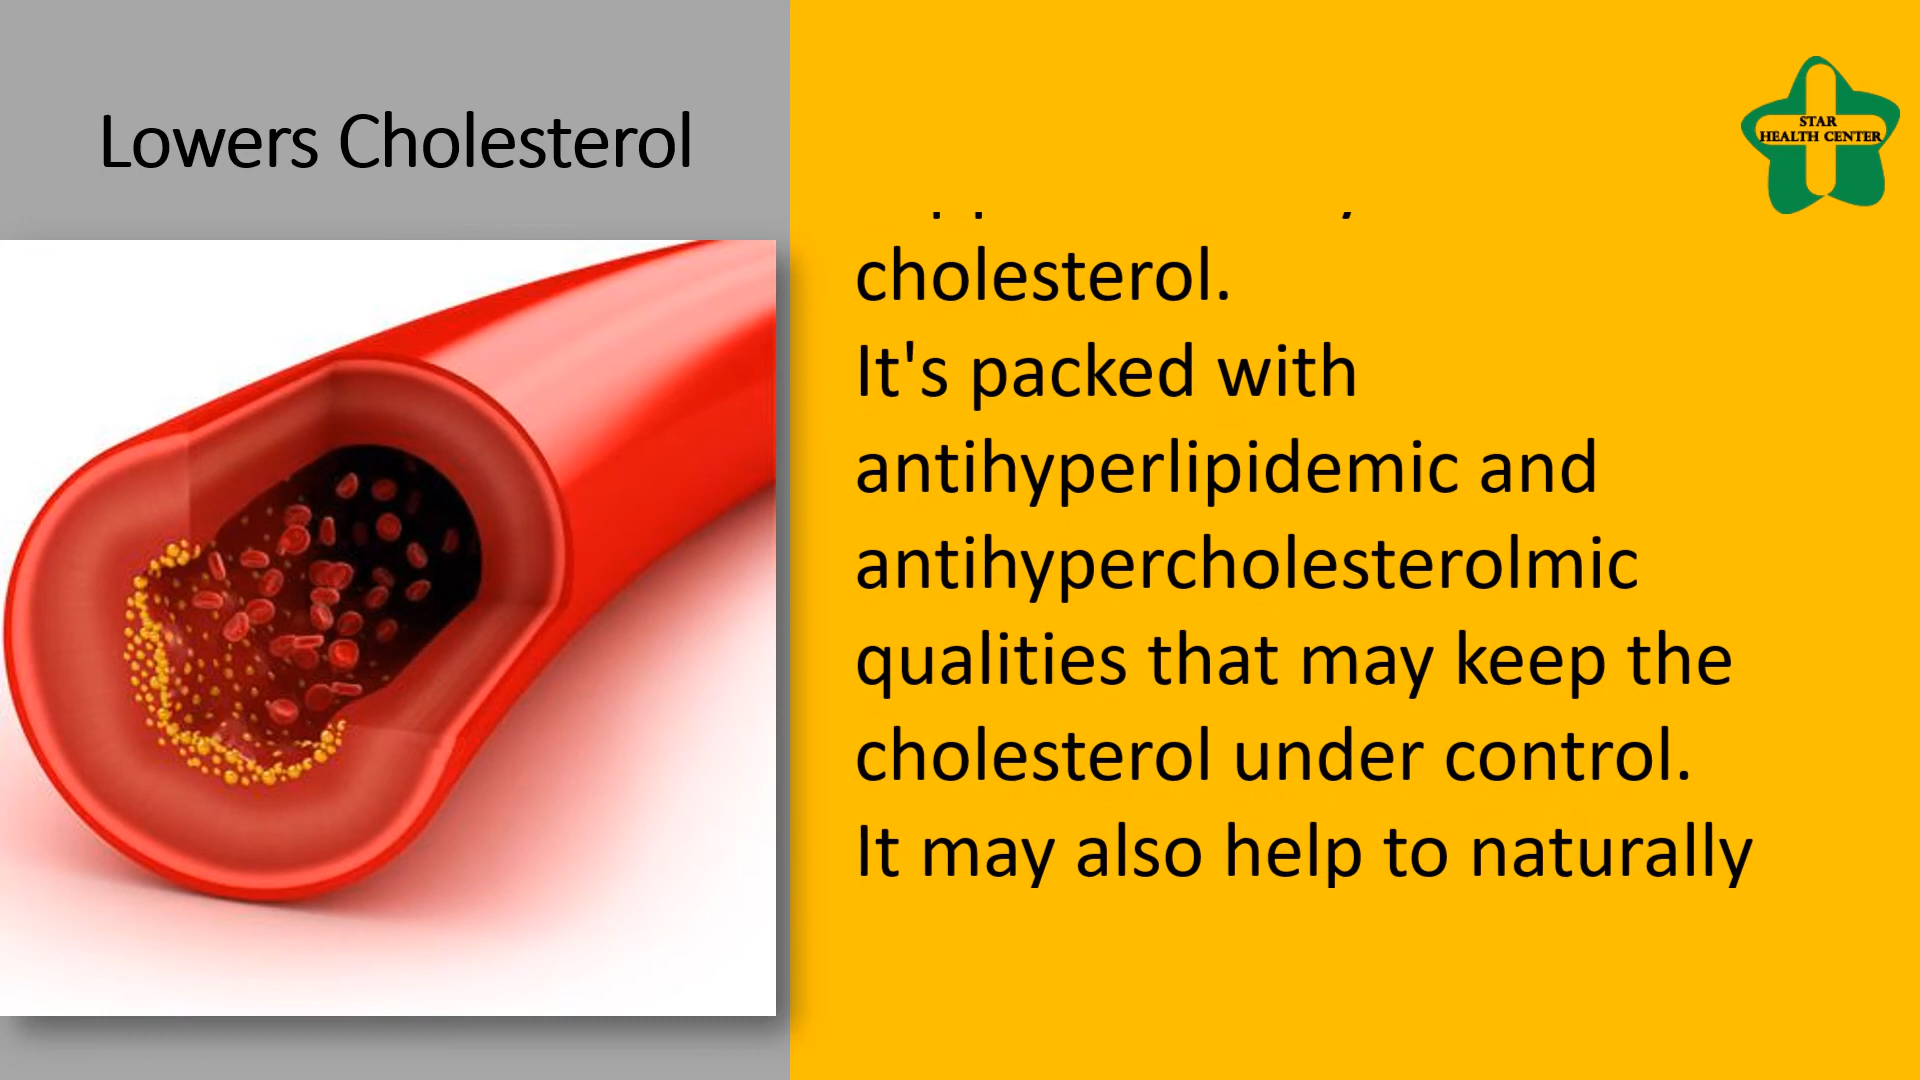 Lowers Cholesterol
STAR
HEALTH CENTER
cholesterol.
It's packed with
antihyperlipidemic and
antihypercholesterolmic
qualities that may keep the
cholesterol under control.
It may also help to naturally